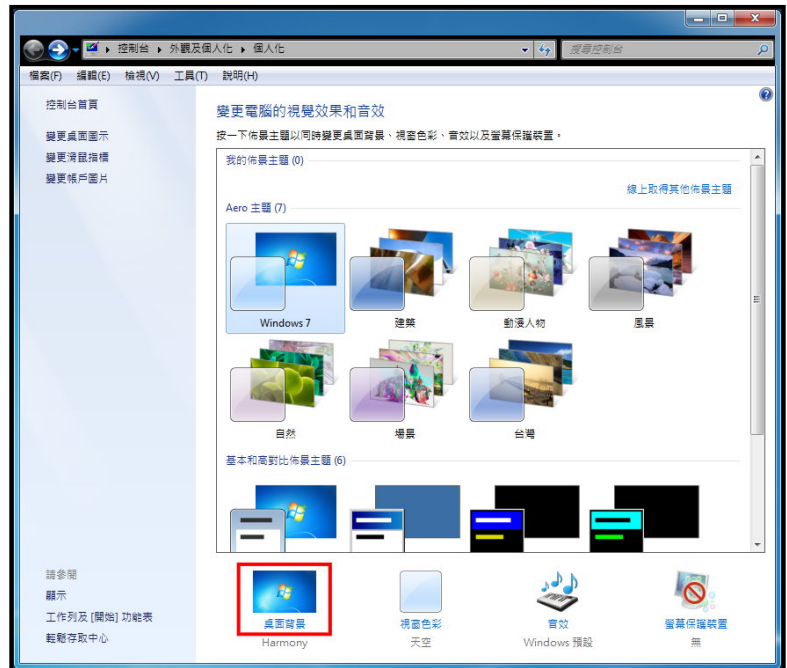 控制台 ▸ 外觀及個人化 ▸ 個人化
搜尋控制台
檔案(F) 編輯(E) 檢視(V) 工具(T) 說明(H)
控制台首頁
變更桌面圖示
變更滑鼠指標
變更帳戶圖片
變更電腦的視覺效果和音效
按一下佈景主題以同時變更桌面背景、視窗色彩、音效以及螢幕保護裝置。
我的佈景主題 (0)
線上取得其他佈景主題
Aero 主題 (7)
Windows 7 建築 動漫人物 風景
自然 場景 台灣
基本和高對比佈景主題 (6)
請參閱
顯示
工作列及 [開始] 功能表
輕鬆存取中心
桌面背景 視窗色彩 音效 螢幕保護裝置
Harmony 天空 Windows 預設 無